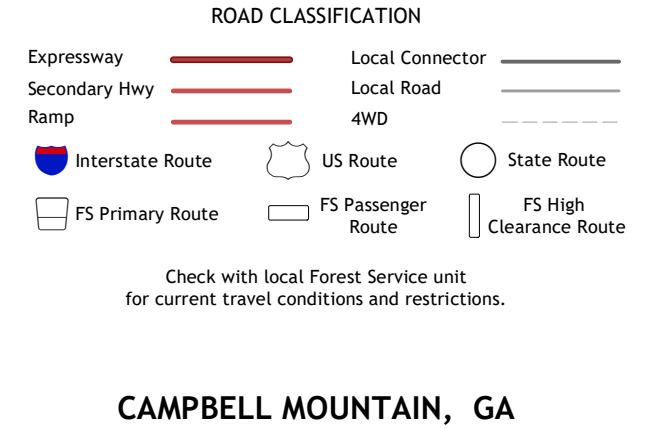 ROAD CLASSIFICATION
Expressway
Local Connector
Secondary Hwy
Local Road
Ramp
4WD
Interstate Route
US Route
State Route
FS Primary Route
FS Passenger
Route
FS High
Clearance Route
Check with local Forest Service unit
for current travel conditions and restrictions.
CAMPBELL MOUNTAIN, GA